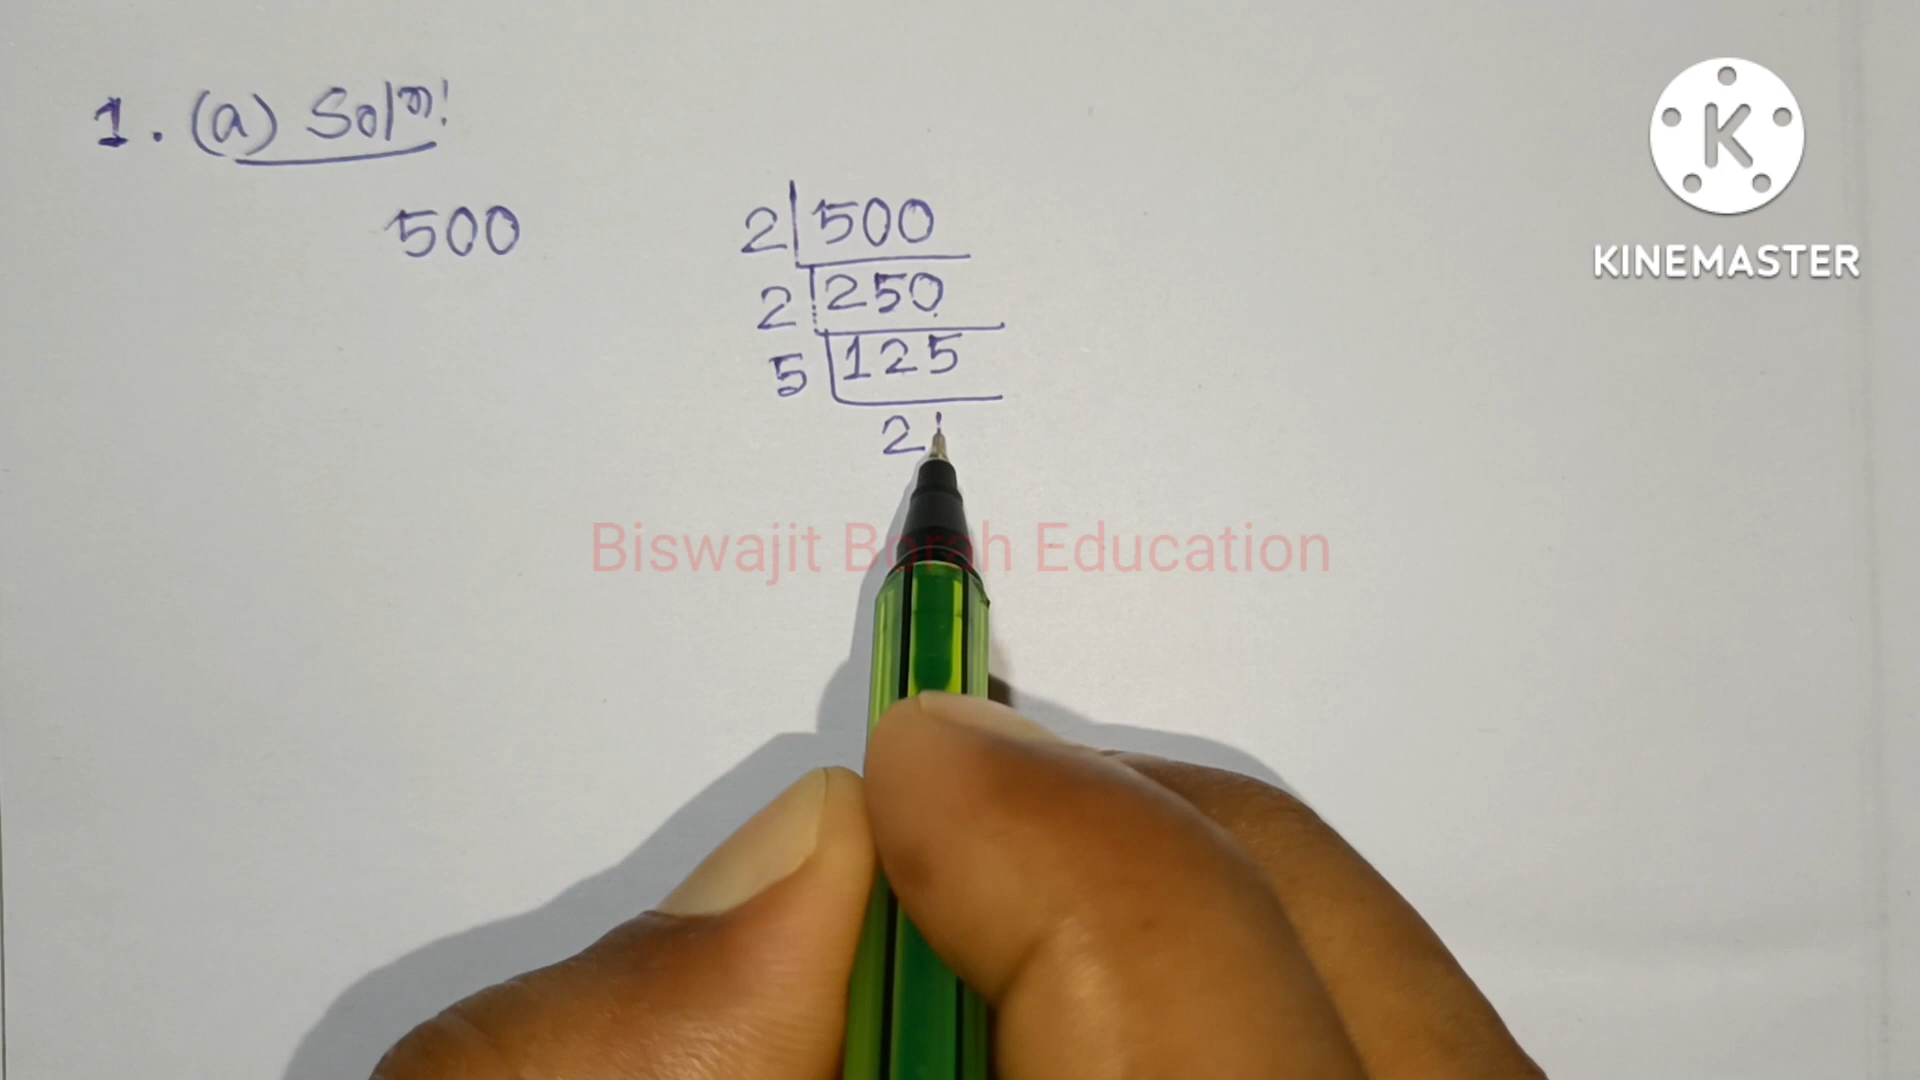 1. (a) Soln:
500
2 500
2 250
5 125
2
Biswajit Borah Education
K
KINEMASTER